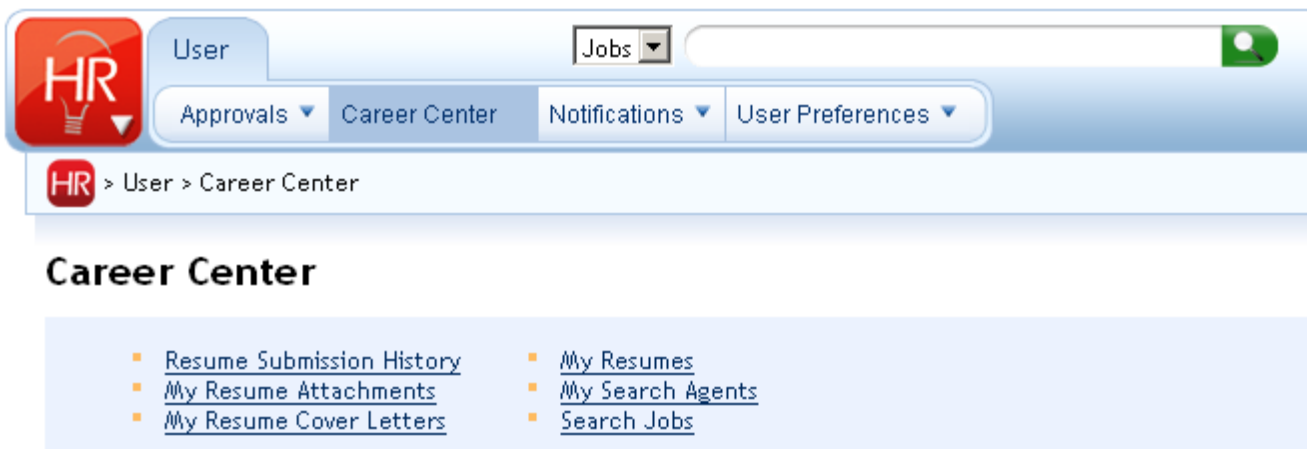 HR
User
Jobs
Approvals Career Center Notifications User Preferences
HR > User > Career Center
Career Center
Resume Submission History
My Resume Attachments
My Resume Cover Letters
My Resumes
My Search Agents
Search Jobs